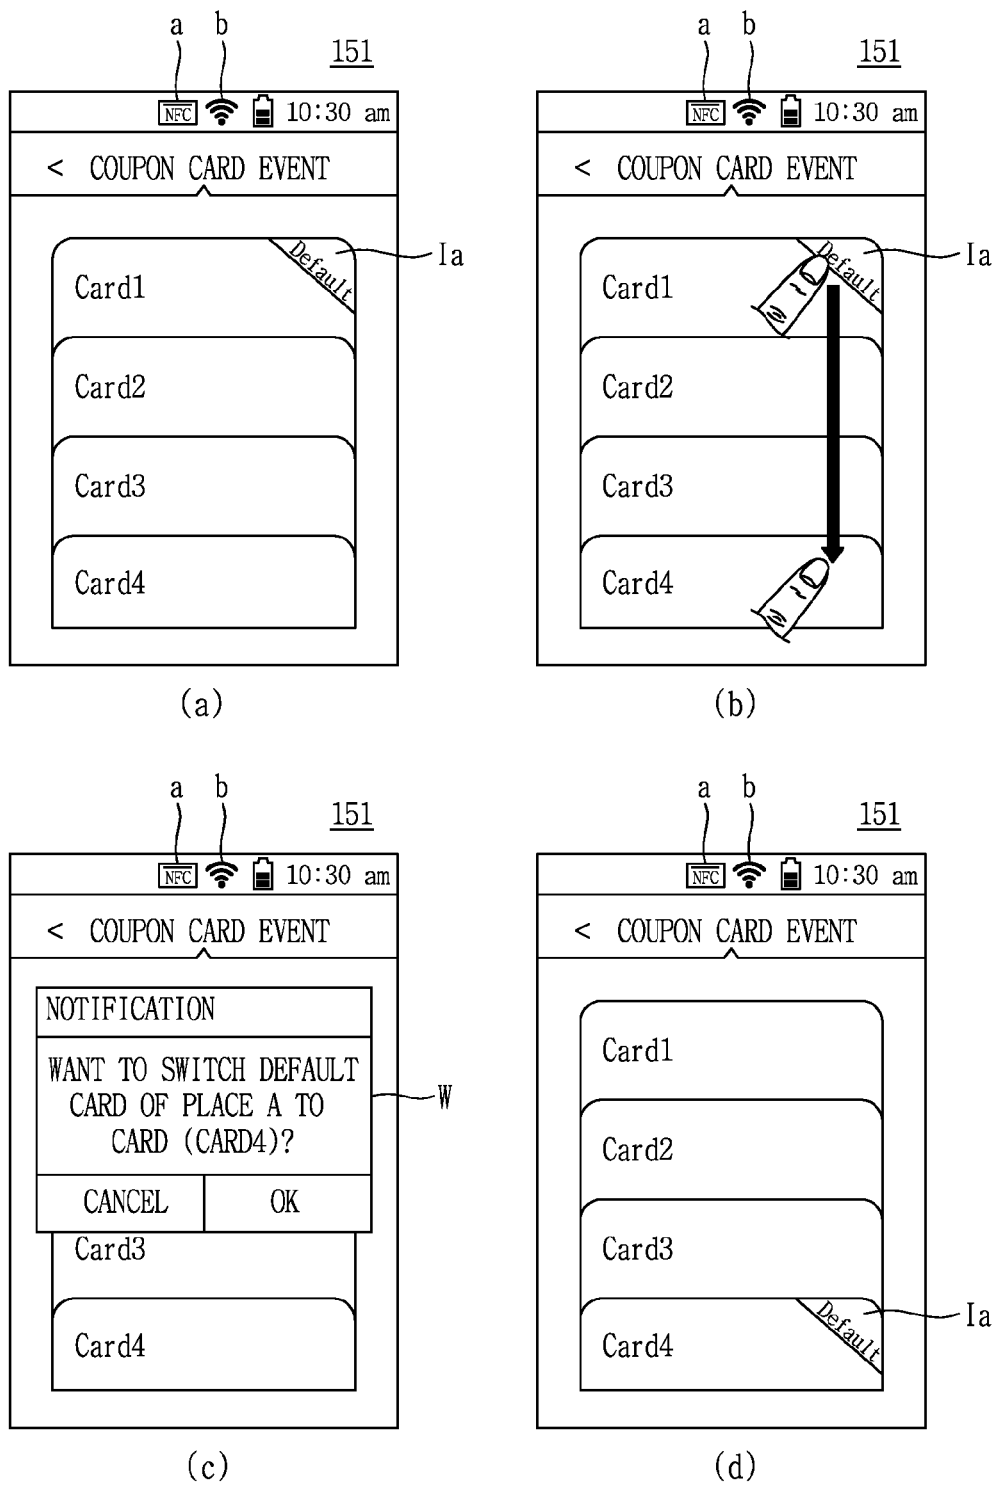 a b
151
NFC 10:30 am
< COUPON CARD EVENT
Default
Ia
Card1
Card2
Card3
Card4
(a)
a b
151
NFC 10:30 am
< COUPON CARD EVENT
Default
Ia
Card1
Card2
Card3
Card4
(b)
a b
151
NFC 10:30 am
< COUPON CARD EVENT
NOTIFICATION
WANT TO SWITCH DEFAULT
CARD OF PLACE A TO
CARD (CARD4)?
W
CANCEL OK
Card3
Card4
(c)
a b
151
NFC 10:30 am
< COUPON CARD EVENT
Card1
Card2
Card3
Default
Ia
Card4
(d)